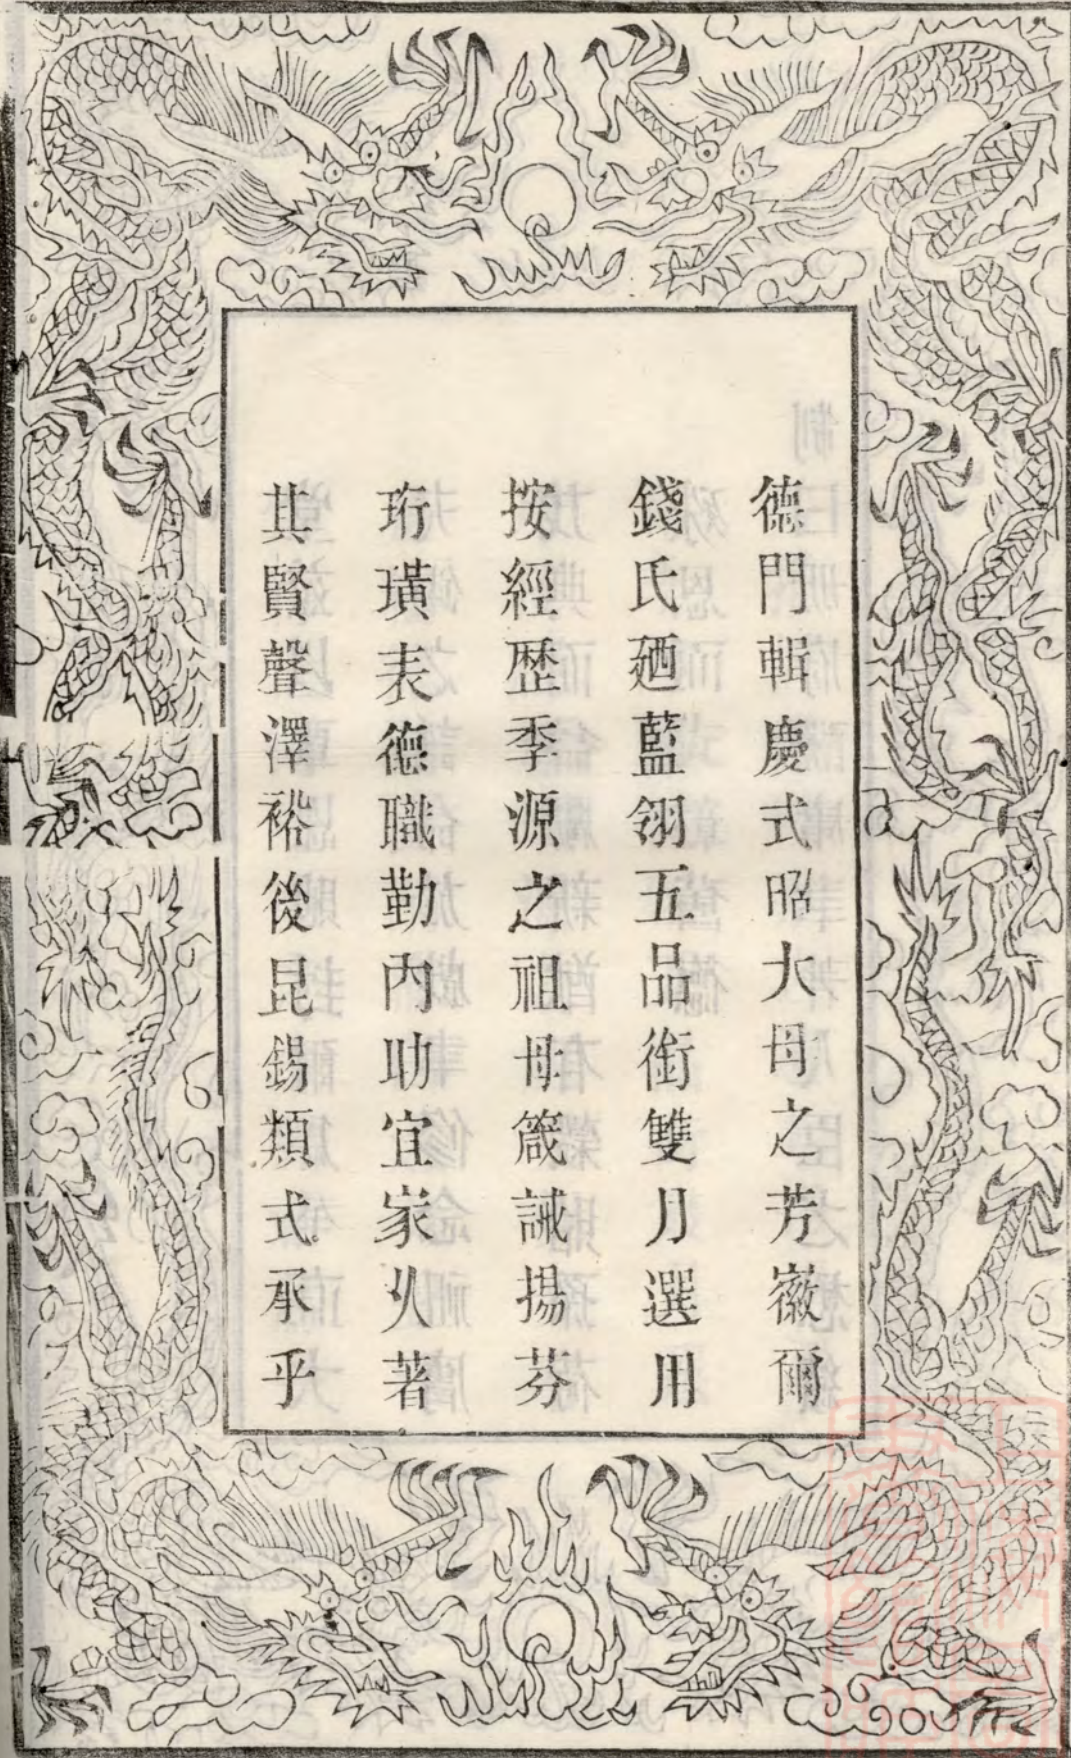 德門輯慶式昭大母之芳徽爾
錢氏廼藍翎五品銜雙月選用
按經歷季源之祖母箴誡揚芬
珩璜表德職勤內助宜家久著
其賢聲澤裕後昆錫類式承乎